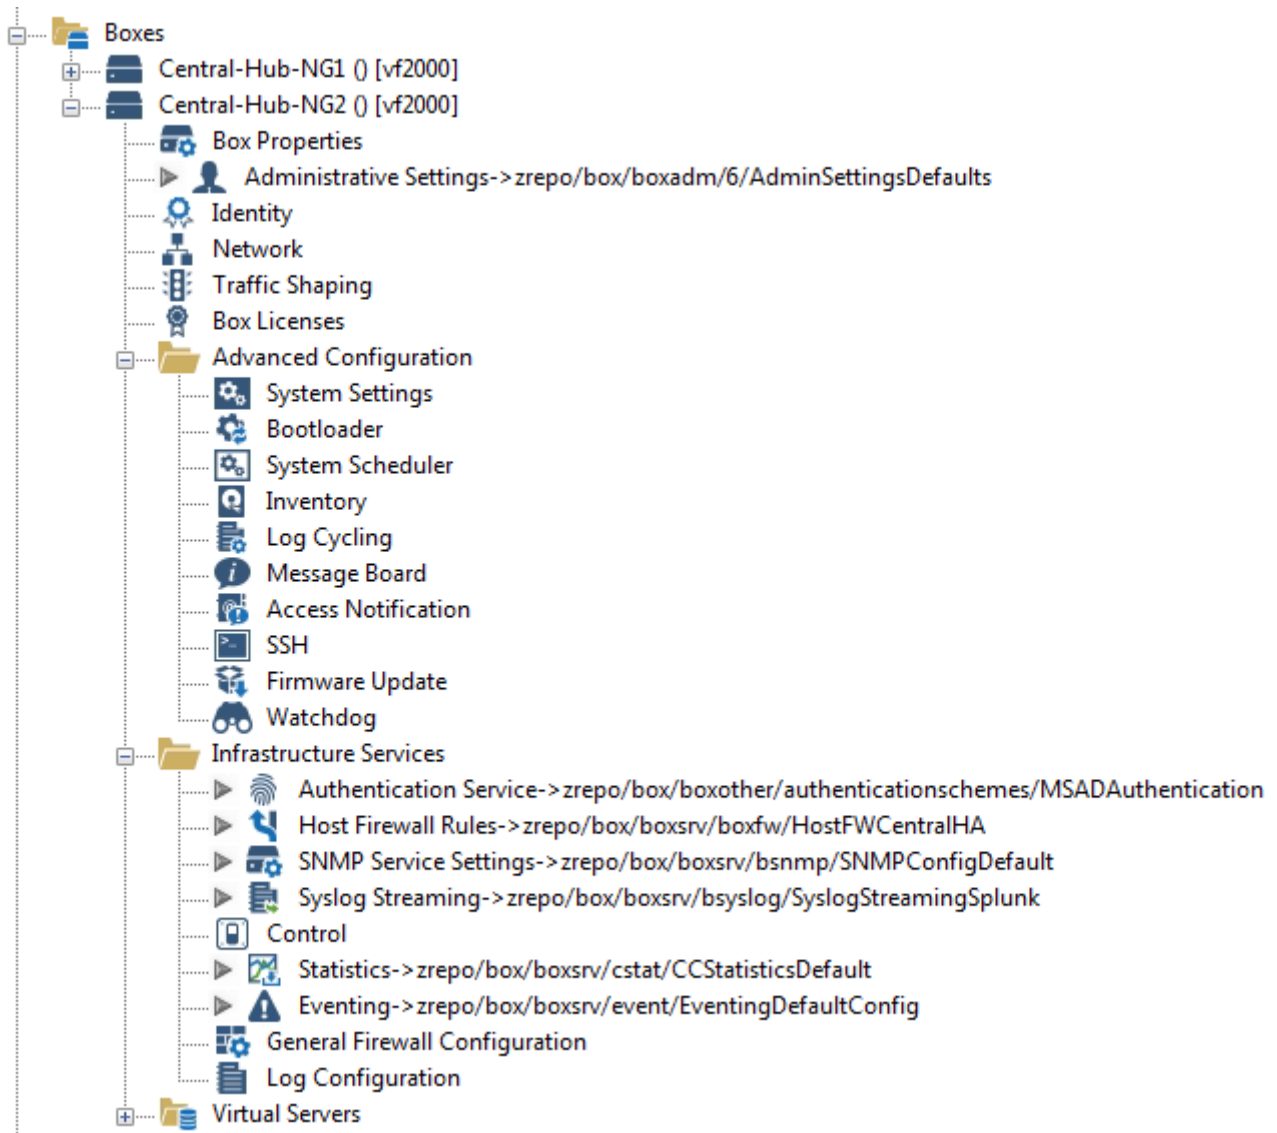 Boxes
Central-Hub-NG1 () [vf2000]
Central-Hub-NG2 () [vf2000]
Box Properties
Administrative Settings->zrepo/box/boxadm/6/AdminSettingsDefaults
Identity
Network
Traffic Shaping
Box Licenses
Advanced Configuration
System Settings
Bootloader
System Scheduler
Inventory
Log Cycling
Message Board
Access Notification
SSH
Firmware Update
Watchdog
Infrastructure Services
Authentication Service->zrepo/box/boxother/authenticationschemes/MSADAuthentication
Host Firewall Rules->zrepo/box/boxsrv/boxfw/HostFWCentralHA
SNMP Service Settings->zrepo/box/boxsrv/bsnmp/SNMPConfigDefault
Syslog Streaming->zrepo/box/boxsrv/bsyslog/SyslogStreamingSplunk
Control
Statistics->zrepo/box/boxsrv/cstat/CCStatisticsDefault
Eventing->zrepo/box/boxsrv/event/EventingDefaultConfig
General Firewall Configuration
Log Configuration
Virtual Servers